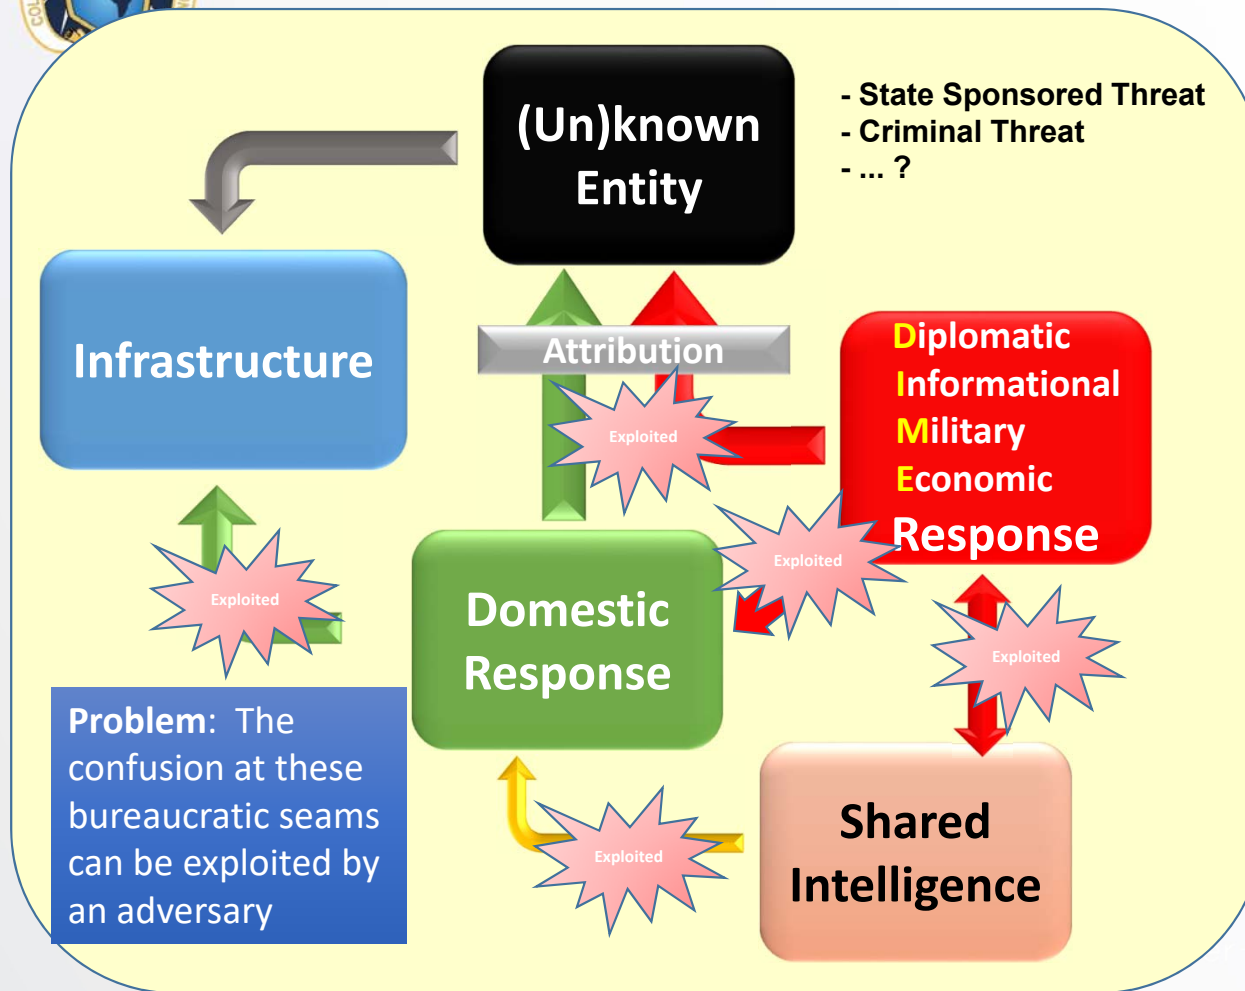 (Un)known
Entity
- State Sponsored Threat
- Criminal Threat
- ... ?
Infrastructure
Attribution
Exploited
Diplomatic
Informational
Military
Economic
Response
Exploited
Exploited
Domestic
Response
Exploited
Problem: The
confusion at these
bureaucratic seams
can be exploited by
an adversary
Exploited
Shared
Intelligence